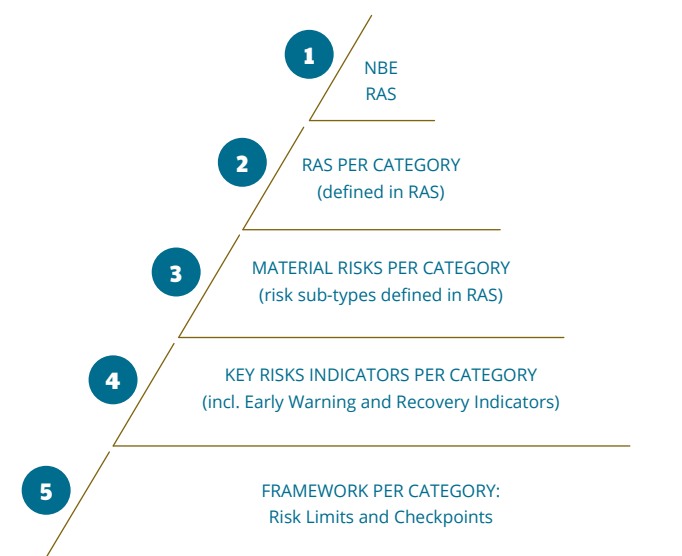 1
NBE
RAS
2
RAS PER CATEGORY
(defined in RAS)
3
MATERIAL RISKS PER CATEGORY
(risk sub-types defined in RAS)
4
KEY RISKS INDICATORS PER CATEGORY
(incl. Early Warning and Recovery Indicators)
5
FRAMEWORK PER CATEGORY:
Risk Limits and Checkpoints